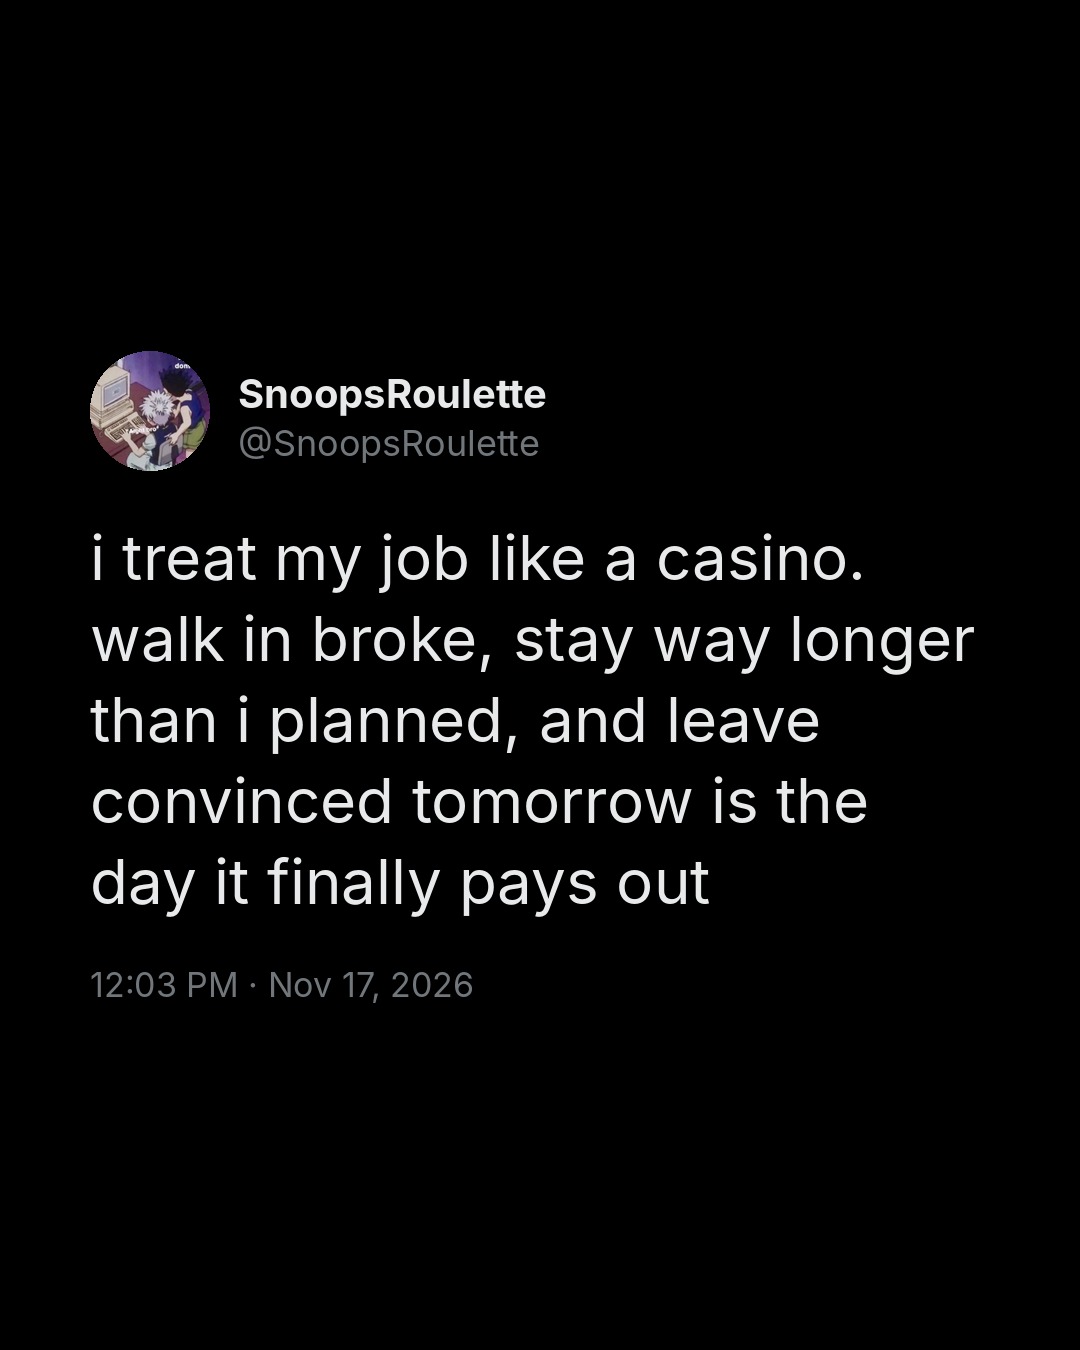 SnoopsRoulette
@SnoopsRoulette
i treat my job like a casino.
walk in broke, stay way longer
than i planned, and leave
convinced tomorrow is the
day it finally pays out
12:03 PM · Nov 17, 2026